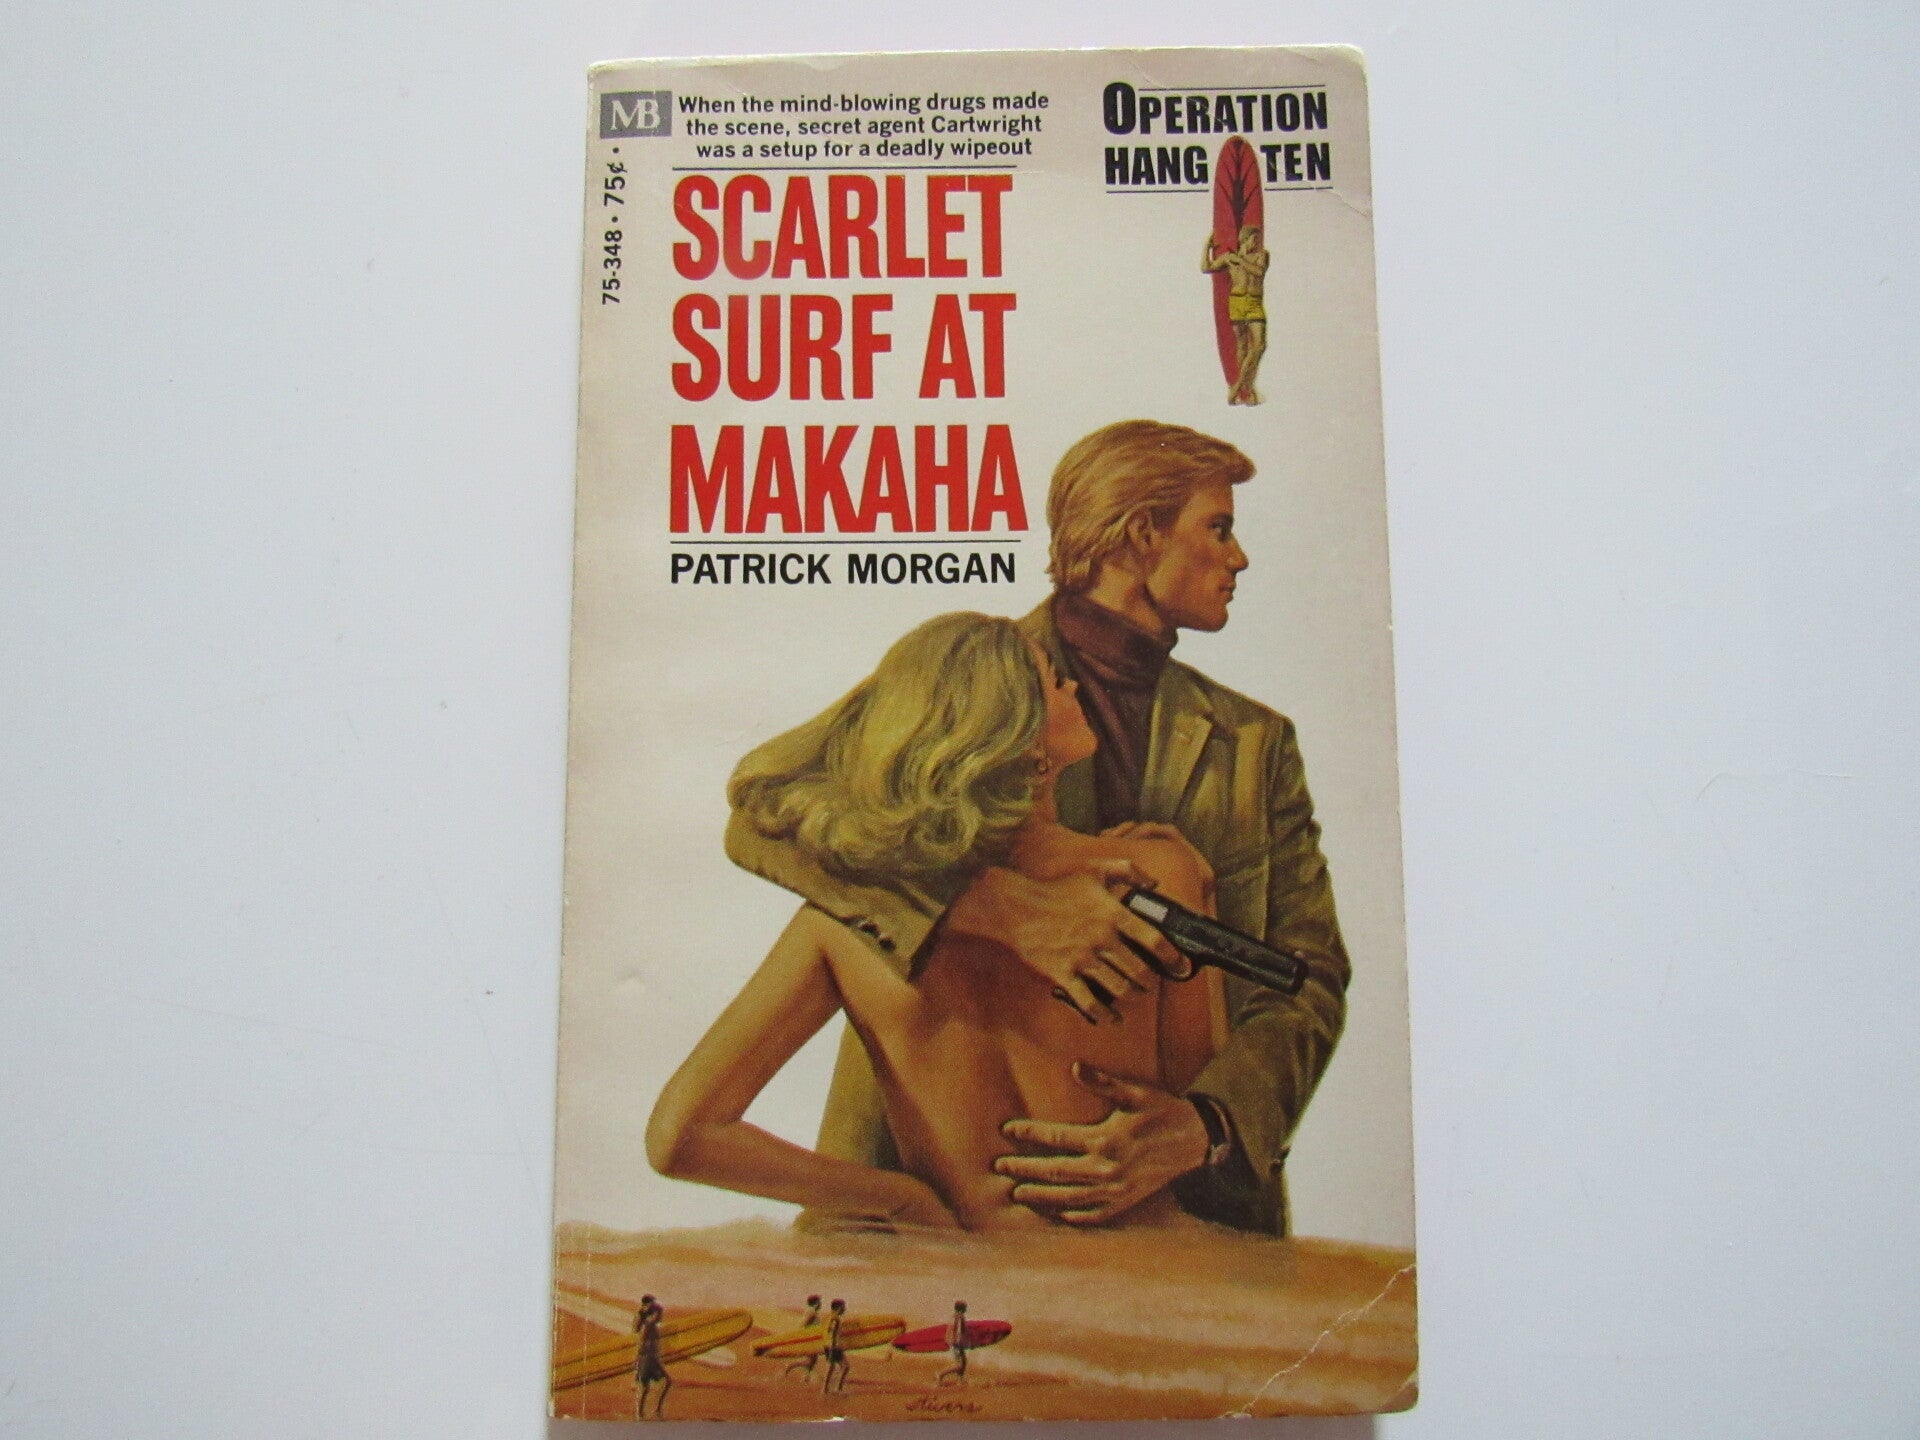 MB
When the mind-blowing drugs made
the scene, secret agent Cartwright
was a setup for a deadly wipeout
75-348 • 75¢ •
OPERATION
HANG TEN
SCARLET
SURF AT
MAKAHA
PATRICK MORGAN